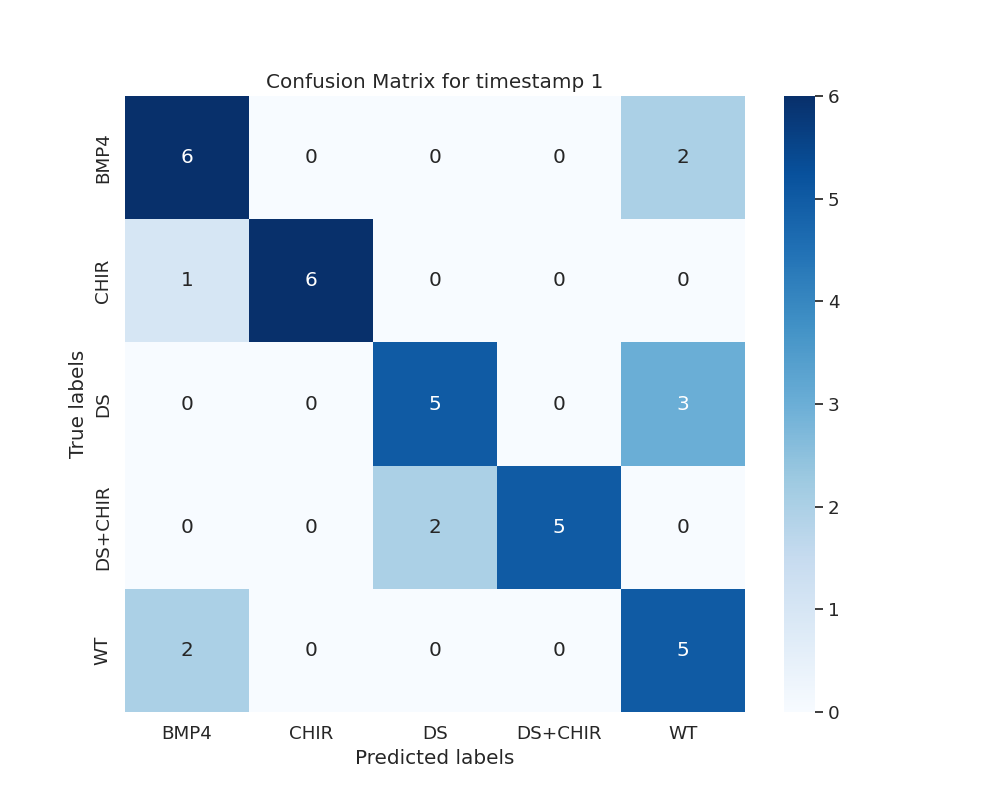 Confusion Matrix for timestamp 1
True labels
BMP4 6 0 0 0 2
CHIR 1 6 0 0 0
DS 0 0 5 0 3
DS+CHIR 0 0 2 5 0
WT 2 0 0 0 5
BMP4 CHIR DS DS+CHIR WT
Predicted labels
6
5
4
3
2
1
0